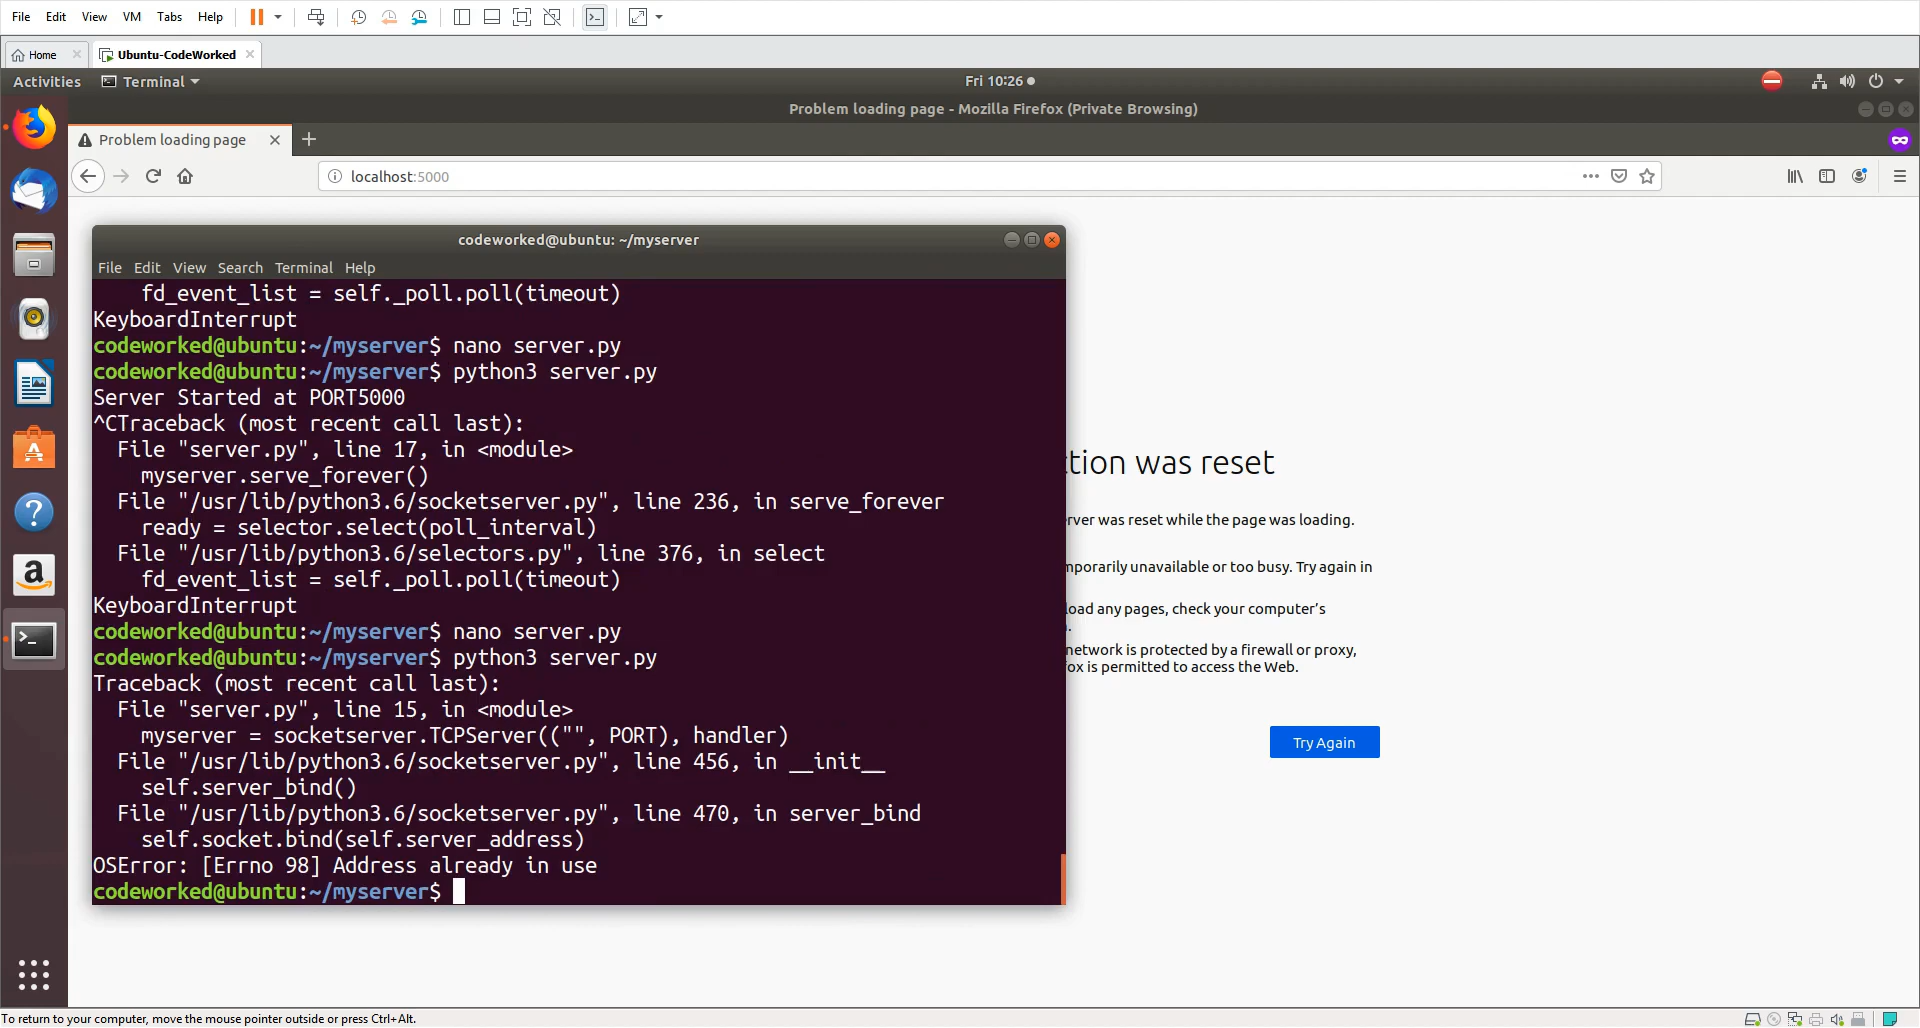 File Edit View VM Tabs Help
Home Ubuntu-CodeWorked
Activities Terminal Fri 10:26
Problem loading page - Mozilla Firefox (Private Browsing)
Problem loading page
localhost:5000
codeworked@ubuntu: ~/myserver
File Edit View Search Terminal Help
fd_event_list = self._poll.poll(timeout)
KeyboardInterrupt
codeworked@ubuntu:~/myserver$ nano server.py
codeworked@ubuntu:~/myserver$ python3 server.py
Server Started at PORT5000
^CTraceback (most recent call last):
File "server.py", line 17, in <module>
myserver.serve_forever()
File "/usr/lib/python3.6/socketserver.py", line 236, in serve_forever
ready = selector.select(poll_interval)
File "/usr/lib/python3.6/selectors.py", line 376, in select
fd_event_list = self._poll.poll(timeout)
KeyboardInterrupt
codeworked@ubuntu:~/myserver$ nano server.py
codeworked@ubuntu:~/myserver$ python3 server.py
Traceback (most recent call last):
File "server.py", line 15, in <module>
myserver = socketserver.TCPServer(("", PORT), handler)
File "/usr/lib/python3.6/socketserver.py", line 456, in __init__
self.server_bind()
File "/usr/lib/python3.6/socketserver.py", line 470, in server_bind
self.socket.bind(self.server_address)
OSError: [Errno 98] Address already in use
codeworked@ubuntu:~/myserver$
tion was reset
rver was reset while the page was loading.
mporarily unavailable or too busy. Try again in
load any pages, check your computer's
network is protected by a firewall or proxy,
ox is permitted to access the Web.
Try Again
To return to your computer, move the mouse pointer outside or press Ctrl+Alt.